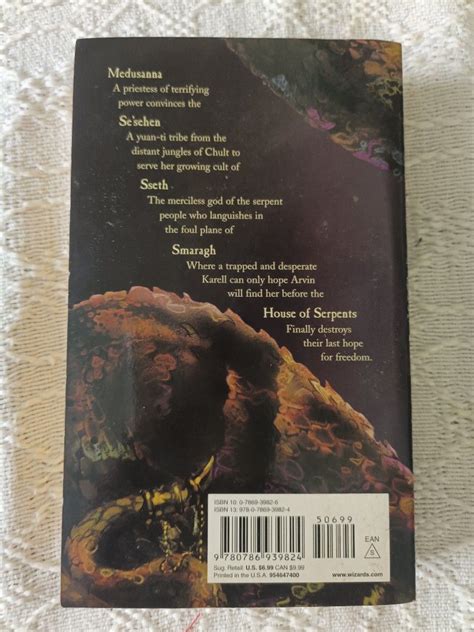 Medusanna
A priestess of terrifying
power convinces the
Se'sehen
A yuan-ti tribe from the
distant jungles of Chult to
serve her growing cult of
Sseth
The merciless god of the serpent
people who languishes in
the foul plane of
Smaragh
Where a trapped and desperate
Karell can only hope Arvin
will find her before the
House of Serpents
Finally destroys
their last hope
for freedom.
ISBN 10: 0-7869-3982-6
ISBN 13: 978-0-7869-3982-4
50699
EAN
S
9 780786 939824
Sug. Retail U.S. $6.99 CAN $9.99
Printed in the U.S.A. 954647400
www.wizards.com